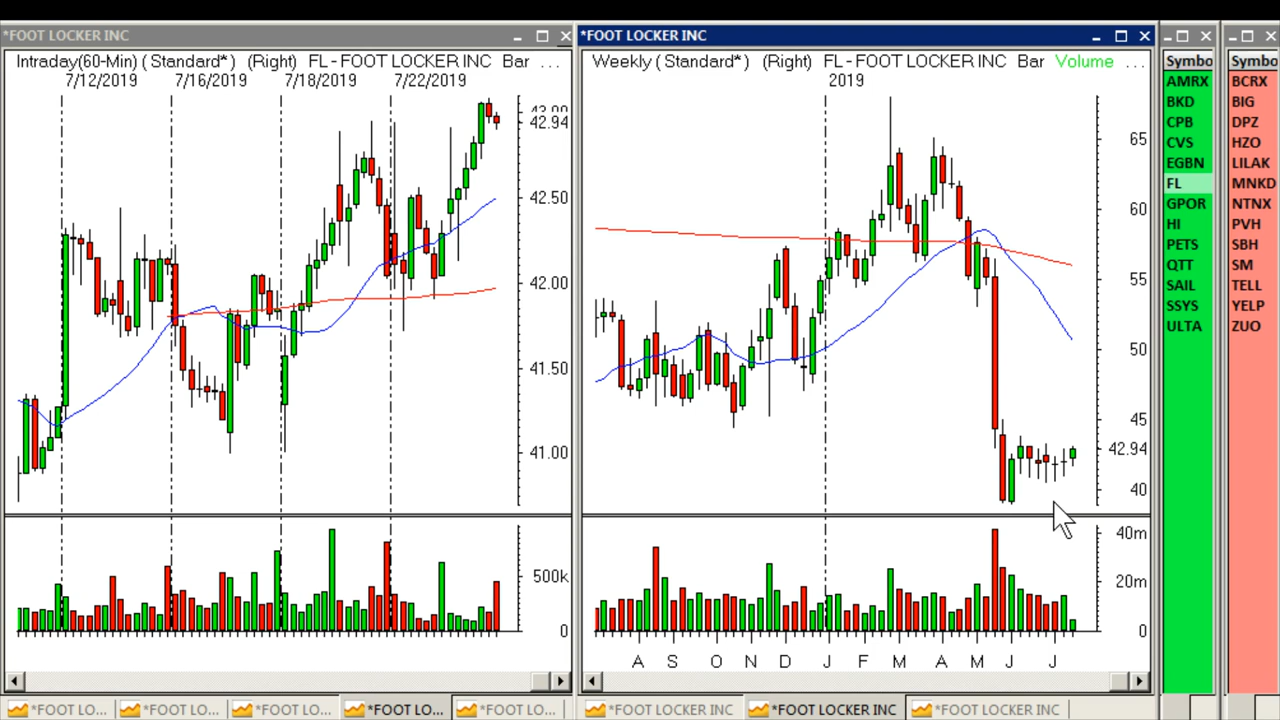 *FOOT LOCKER INC
Intraday(60-Min) ( Standard* ) (Right) FL - FOOT LOCKER INC Bar ...
7/12/2019 7/16/2019 7/18/2019 7/22/2019
42.94
42.50
42.00
41.50
41.00
500k
0
*FOOT LO... *FOOT LO... *FOOT LO... *FOOT LO... *FOOT LO...
*FOOT LOCKER INC
Weekly ( Standard* ) (Right) FL - FOOT LOCKER INC Bar Volume ...
2019
65
60
55
50
45
42.94
40
40m
20m
0
A S O N D J F M A M J J
*FOOT LOCKER INC *FOOT LOCKER INC *FOOT LOCKER INC
Symbo
AMRX
BKD
CPB
CVS
EGBN
FL
GPOR
HI
PETS
QTT
SAIL
SSYS
ULTA
Symbo
BCRX
BIG
DPZ
HZO
LILAK
MNKD
NTNX
PVH
SBH
SM
TELL
YELP
ZUO